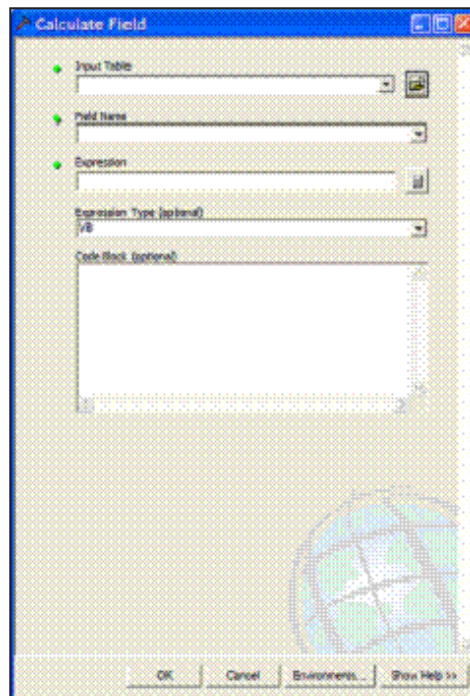 Calculate Field
Input Table
Field Name
Expression
Expression Type (optional)
VB
Code Block (optional)
OK Cancel Environments... Show Help >>